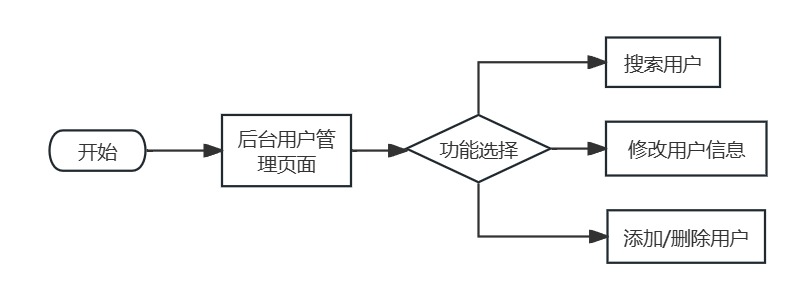 开始
后台用户管
理页面
功能选择
搜索用户
修改用户信息
添加/删除用户